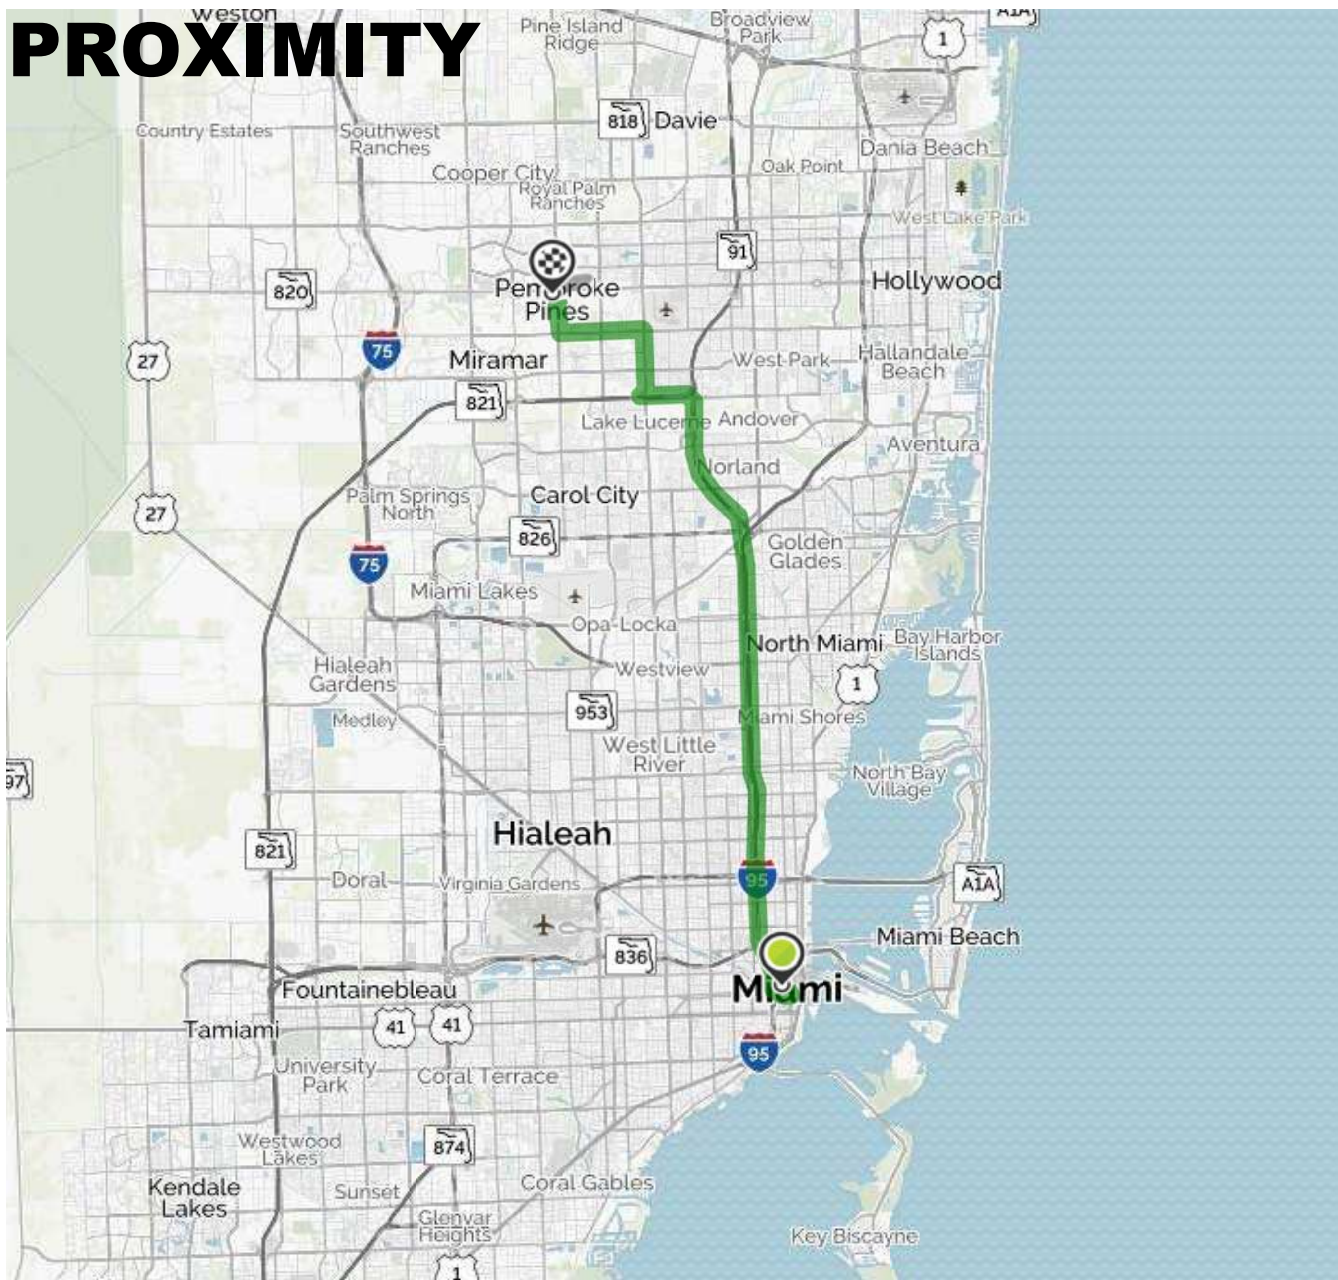 Weston
PROXIMITY
Pine Island
Ridge
Broadview
Park
A1A
1
818
Davie
Country Estates
Southwest
Ranches
Dania Beach
Oak Point
Cooper City
Royal Palm
Ranches
West Lake Park
91
820
Hollywood
Pembroke
Pines
75
27
Miramar
West Park
Hallandale
Beach
821
Lake Lucerne
Andover
Aventura
Norland
Palm Springs
North
Carol City
27
826
Golden
Glades
75
Miami Lakes
Opa-Locka
North Miami
Bay Harbor
Islands
Hialeah
Gardens
Westview
1
953
Medley
Miami Shores
West Little
River
97
North Bay
Village
Hialeah
821
Doral
Virginia Gardens
95
A1A
836
Miami Beach
Miami
Fountainebleau
Tamiami
41
41
95
University
Park
Coral Terrace
Westwood
Lakes
874
Kendale
Lakes
Sunset
Coral Gables
Glenvar
Heights
Key Biscayne
1